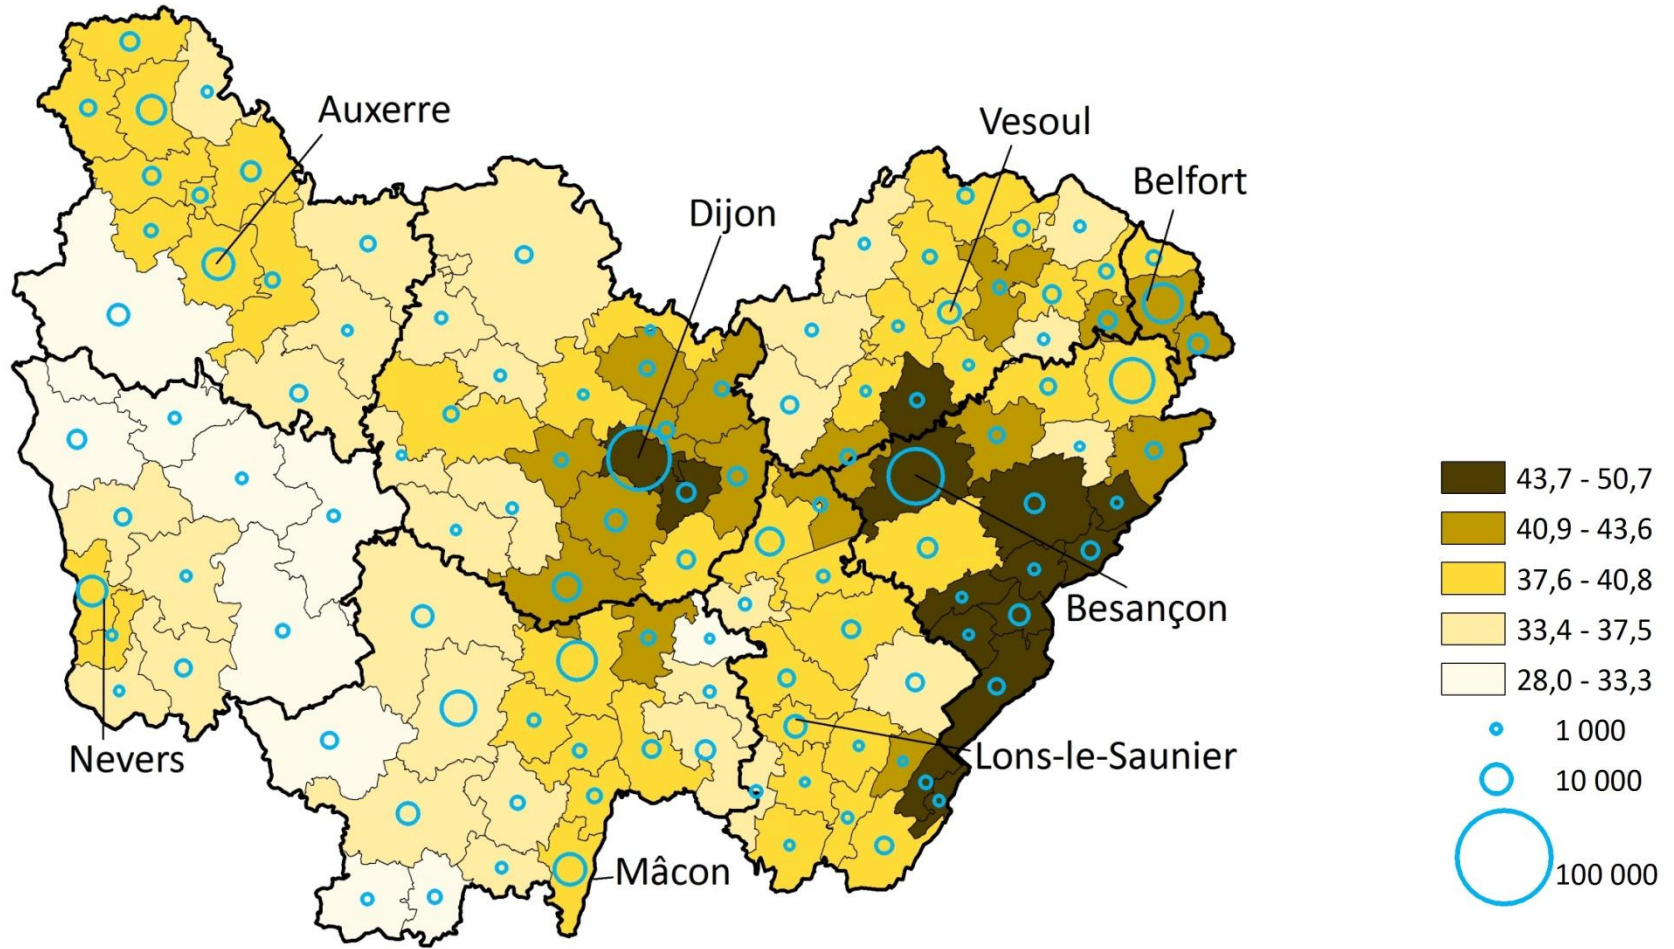 Auxerre
Vesoul
Belfort
Dijon
Besançon
Nevers
Lons-le-Saunier
Mâcon
43,7 - 50,7
40,9 - 43,6
37,6 - 40,8
33,4 - 37,5
28,0 - 33,3
1 000
10 000
100 000